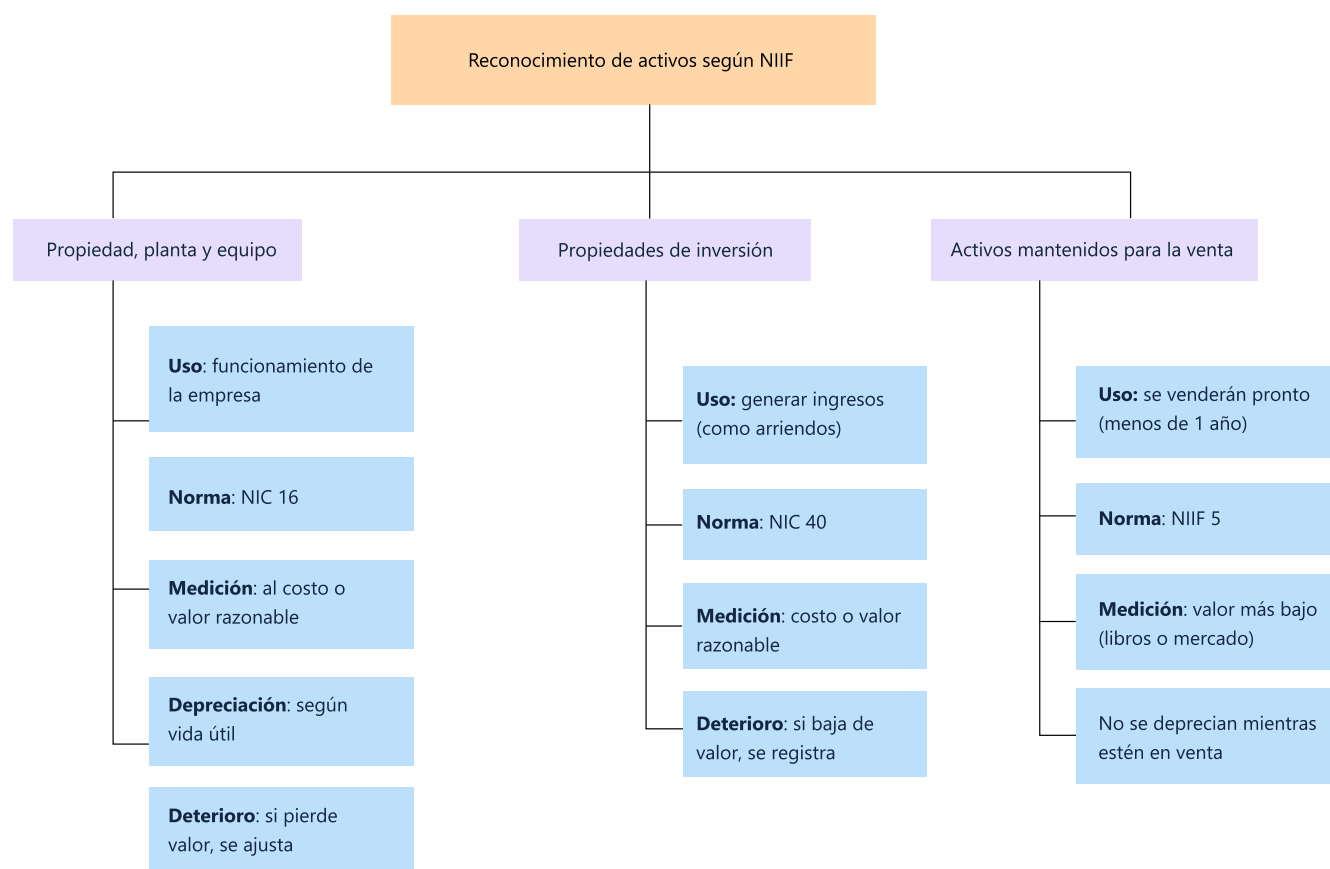 Reconocimiento de activos según NIIF
Propiedad, planta y equipo
Uso: funcionamiento de
la empresa
Norma: NIC 16
Medición: al costo o
valor razonable
Depreciación: según
vida útil
Deterioro: si pierde
valor, se ajusta
Propiedades de inversión
Uso: generar ingresos
(como arriendos)
Norma: NIC 40
Medición: costo o valor
razonable
Deterioro: si baja de
valor, se registra
Activos mantenidos para la venta
Uso: se venderán pronto
(menos de 1 año)
Norma: NIIF 5
Medición: valor más bajo
(libros o mercado)
No se deprecian mientras
estén en venta